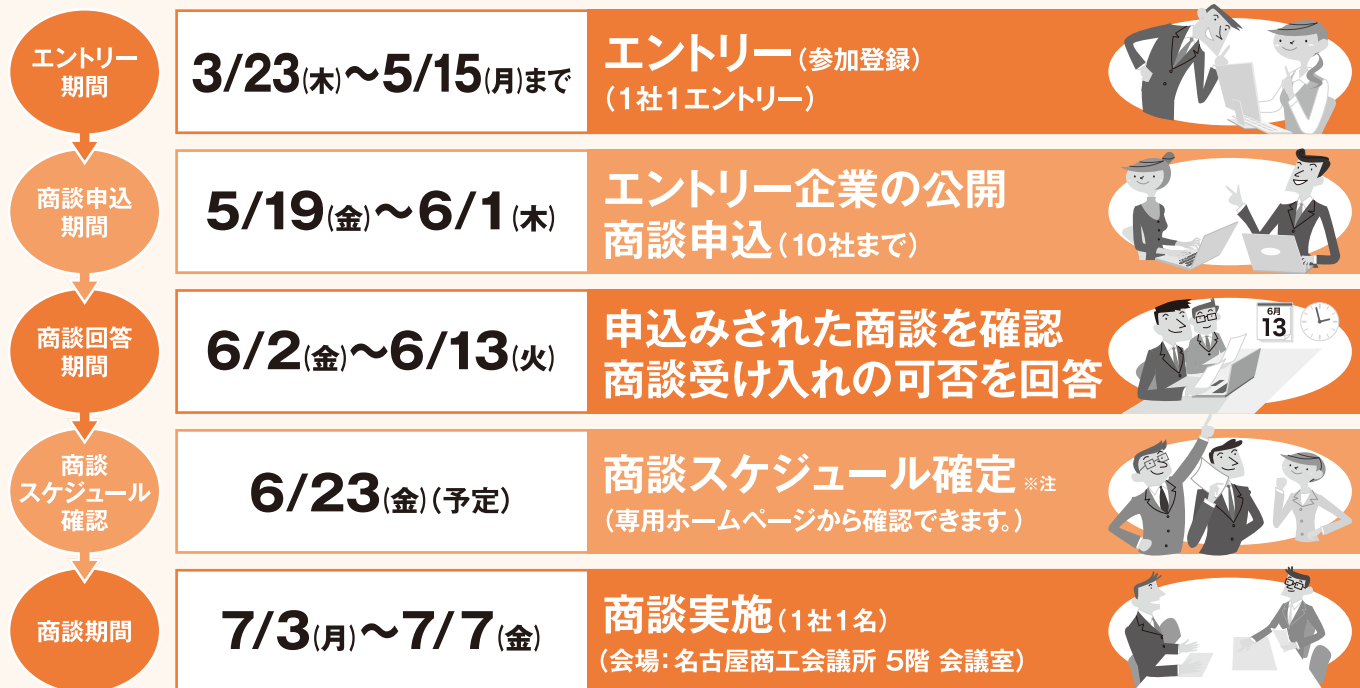 エントリー
期間
3/23(木)〜5/15(月)まで
エントリー(参加登録)
(1社1エントリー)
商談申込
期間
5/19(金)〜6/1(木)
エントリー企業の公開
商談申込(10社まで)
商談回答
期間
6/2(金)〜6/13(火)
申込みされた商談を確認
商談受け入れの可否を回答
6月
13
商談
スケジュール
確認
6/23(金)(予定)
商談スケジュール確定 ※注
(専用ホームページから確認できます。)
商談期間
7/3(月)〜7/7(金)
商談実施(1社1名)
(会場:名古屋商工会議所 5階 会議室)